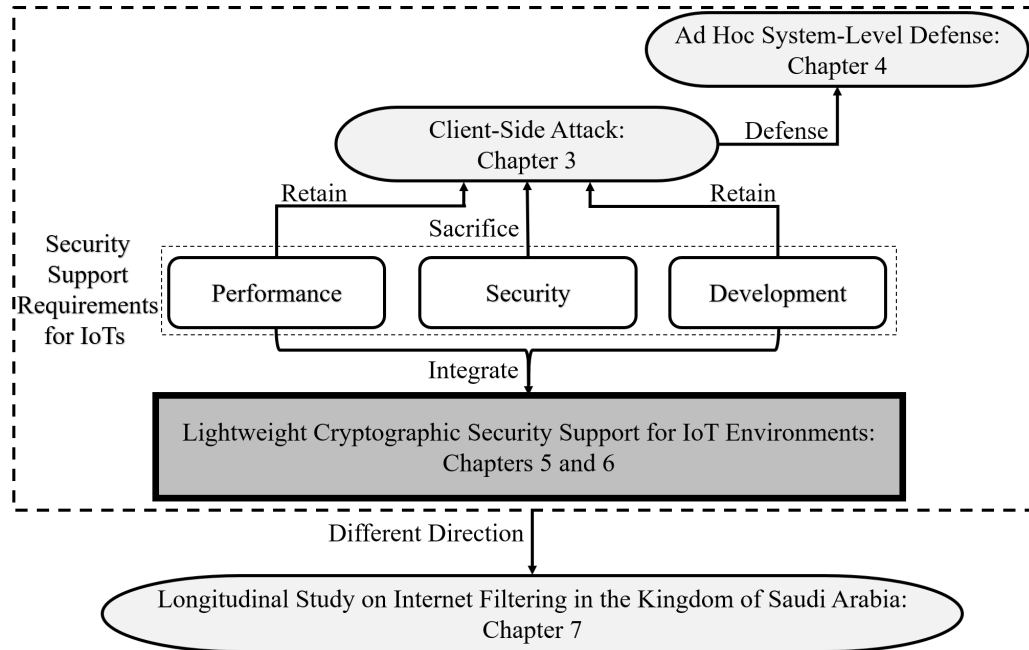 Ad Hoc System-Level Defense:
Chapter 4
Client-Side Attack:
Chapter 3
Defense
Retain
Sacrifice
Retain
Security
Support
Requirements
for IoTs
Performance
Security
Development
Integrate
Lightweight Cryptographic Security Support for IoT Environments:
Chapters 5 and 6
Different Direction
Longitudinal Study on Internet Filtering in the Kingdom of Saudi Arabia:
Chapter 7